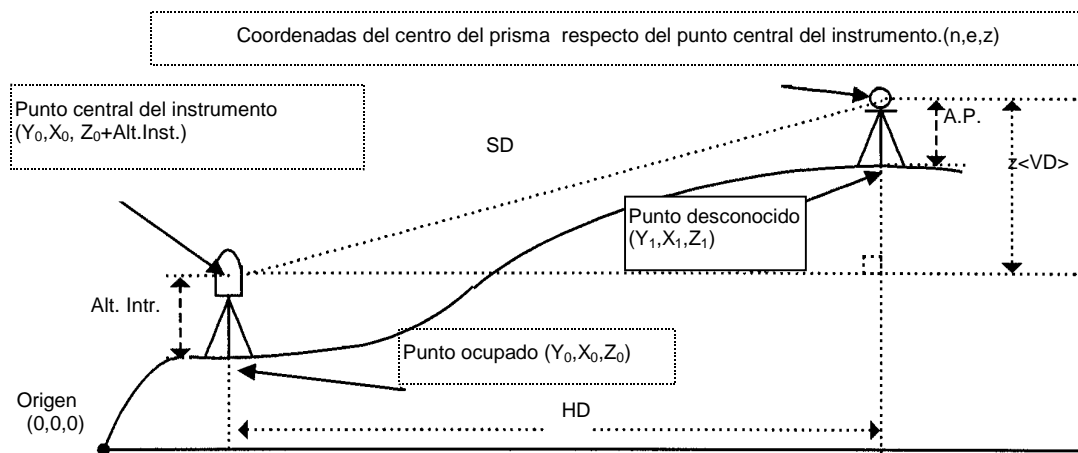 Coordenadas del centro del prisma respecto del punto central del instrumento.(n,e,z)
Punto central del instrumento
(Y₀,X₀, Z₀+Alt.Inst.)
A.P.
SD
z<VD>
Punto desconocido
(Y₁,X₁,Z₁)
Alt. Intr.
Punto ocupado (Y₀,X₀,Z₀)
Origen
(0,0,0)
HD